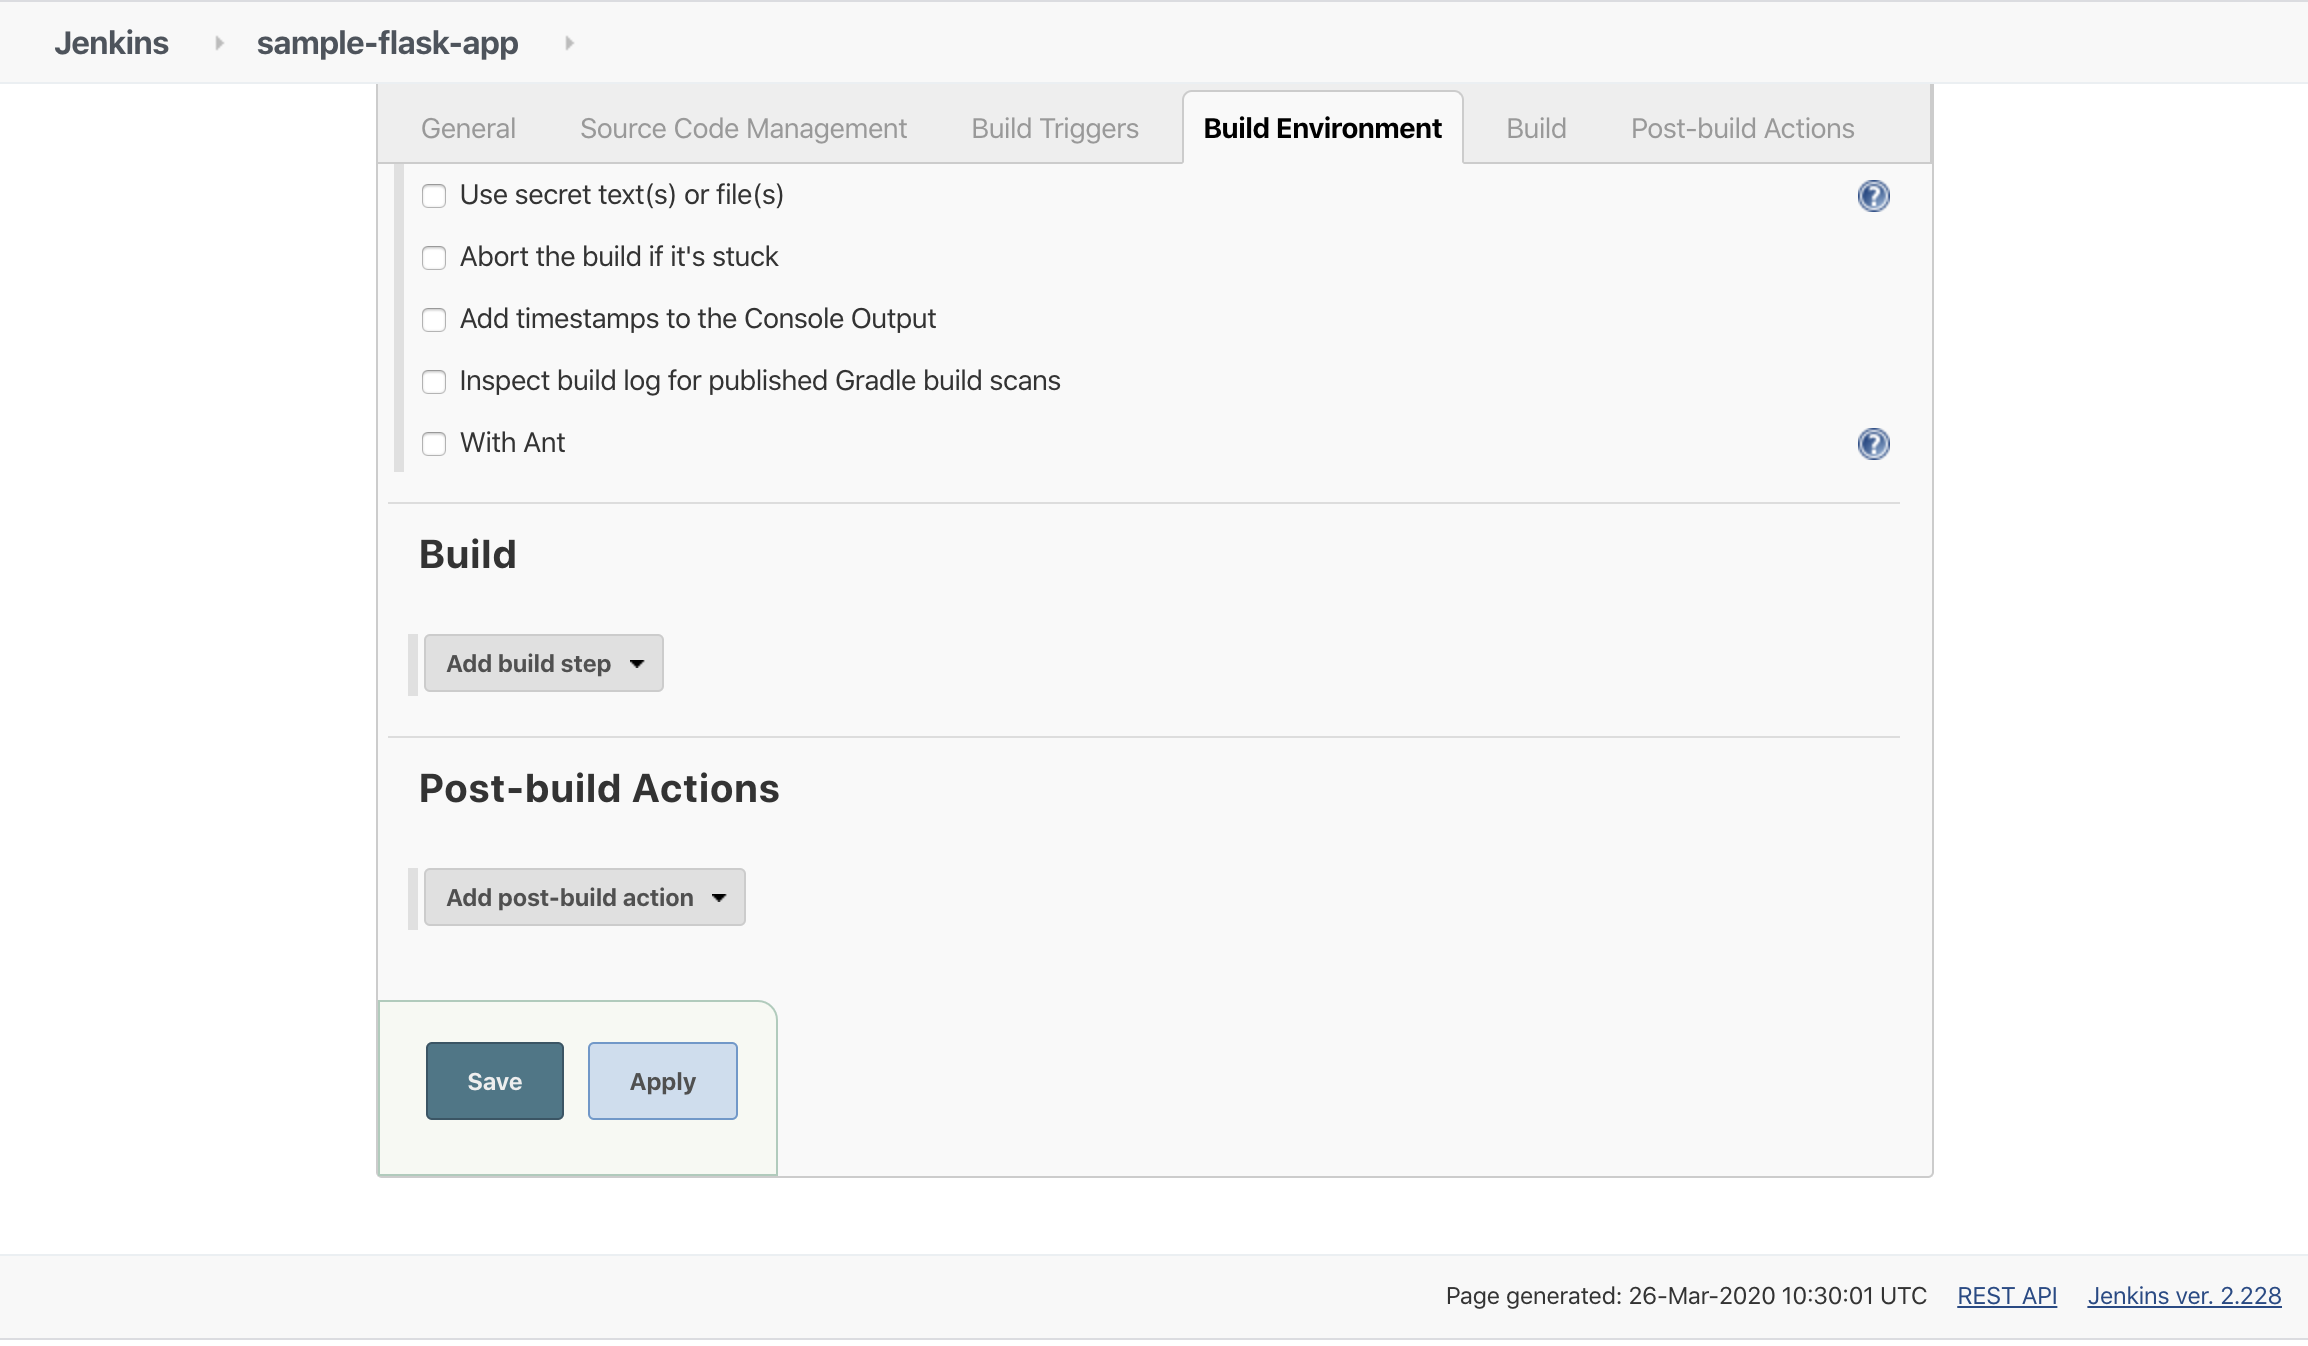 Jenkins sample-flask-app
General Source Code Management Build Triggers Build Environment Build Post-build Actions
Use secret text(s) or file(s) ?
Abort the build if it's stuck
Add timestamps to the Console Output
Inspect build log for published Gradle build scans
With Ant ?
Build
Add build step
Post-build Actions
Add post-build action
Save Apply
Page generated: 26-Mar-2020 10:30:01 UTC REST API Jenkins ver. 2.228